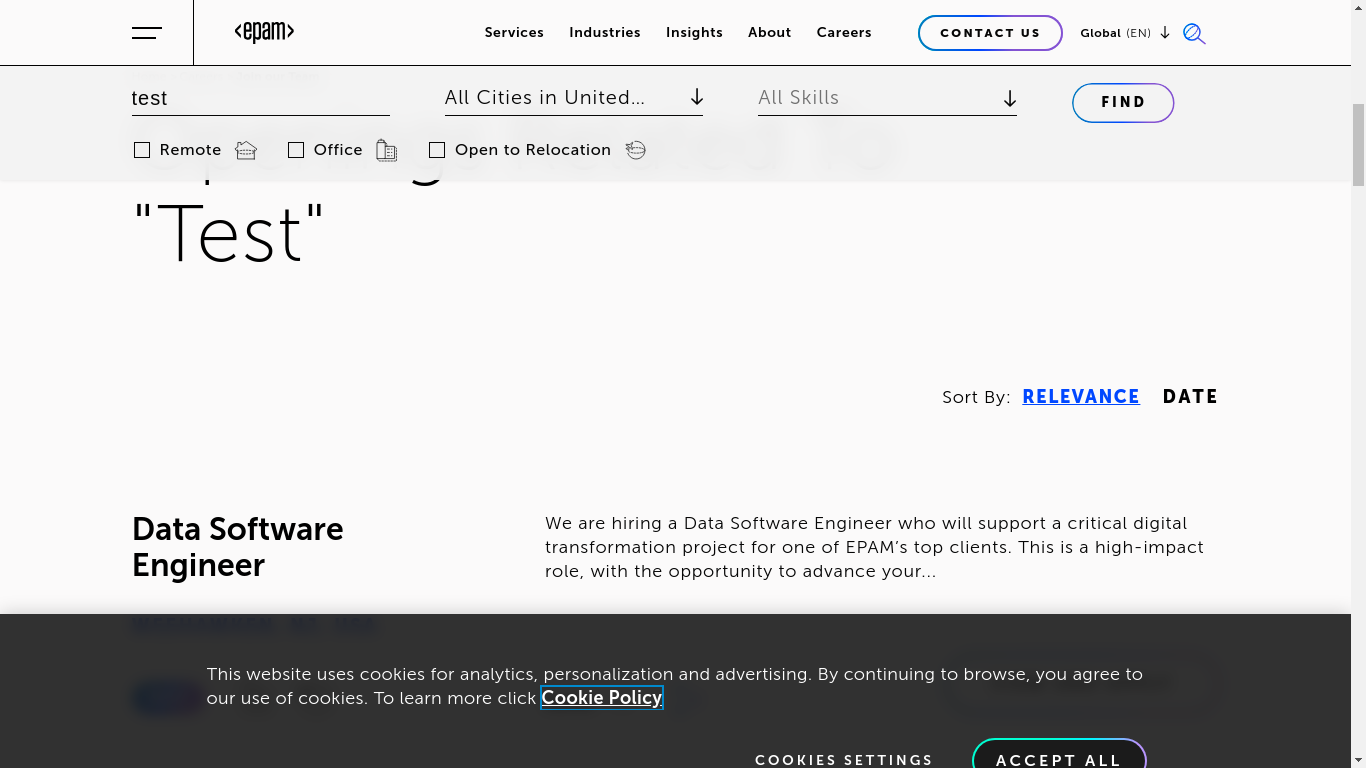 <epam>
Services Industries Insights About Careers
CONTACT US
Global (EN)
test
All Cities in United...
All Skills
FIND
Remote
Office
Open to Relocation
"Test"
Sort By: RELEVANCE DATE
Data Software
Engineer
We are hiring a Data Software Engineer who will support a critical digital
transformation project for one of EPAM’s top clients. This is a high-impact
role, with the opportunity to advance your...
This website uses cookies for analytics, personalization and advertising. By continuing to browse, you agree to
our use of cookies. To learn more click Cookie Policy
COOKIES SETTINGS
ACCEPT ALL